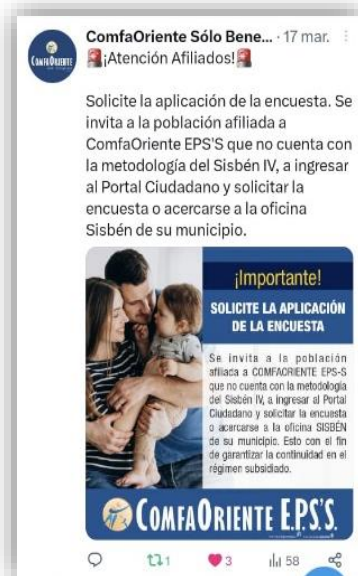 ComfaOriente Sólo Bene... · 17 mar.
🚨¡Atención Afiliados!🚨
Solicite la aplicación de la encuesta. Se
invita a la población afiliada a
ComfaOriente EPS'S que no cuenta con
la metodología del Sisbén IV, a ingresar
al Portal Ciudadano y solicitar la
encuesta o acercarse a la oficina
Sisbén de su municipio.
¡Importante!
SOLICITE LA APLICACIÓN
DE LA ENCUESTA
Se invita a la población
afiliada a COMFAORIENTE EPS-S
que no cuenta con la metodología
del Sisbén IV, a ingresar al Portal
Ciudadano y solicitar la encuesta
o acercarse a la oficina SISBÉN
de su municipio. Esto con el fin
de garantizar la continuidad en el
régimen subsidiado.
COMFAORIENTE E.P.S'S.
1
3
58